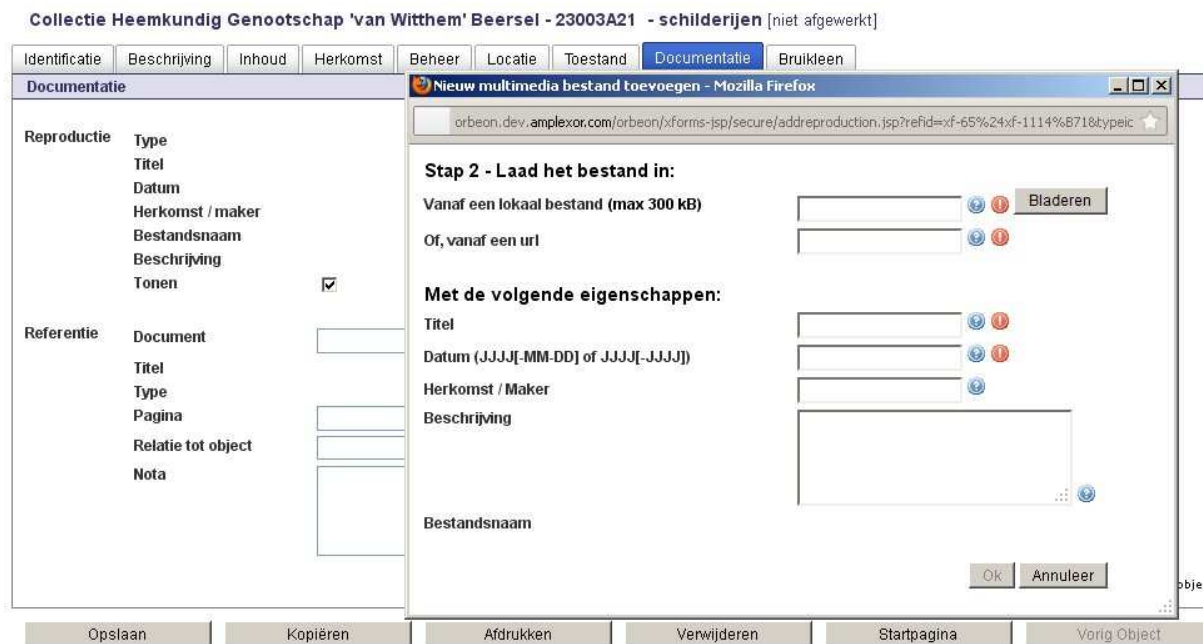 Collectie Heemkundig Genootschap 'van Witthem' Beersel - 23003A21 - schilderijen [niet afgewerkt]
Identificatie Beschrijving Inhoud Herkomst Beheer Locatie Toestand Documentatie Bruikleen
Documentatie
Reproductie
Type
Titel
Datum
Herkomst / maker
Bestandsnaam
Beschrijving
Tonen
Referentie
Document
Titel
Type
Pagina
Relatie tot object
Nota
Nieuw multimedia bestand toevoegen - Mozilla Firefox
orbeon.dev.amplexor.com/orbeon/xforms-jsp/secure/addreproduction.jsp?refid=xf-65%24xf-1114%B71&typeic
Stap 2 - Laad het bestand in:
Vanaf een lokaal bestand (max 300 kB)
Bladeren
Of, vanaf een url
Met de volgende eigenschappen:
Titel
Datum (JJJJ[-MM-DD] of JJJJ[-JJJJ])
Herkomst / Maker
Beschrijving
Bestandsnaam
Ok Annuleer
obje
Opslaan Kopiëren Afdrukken Verwijderen Startpagina Vorig Object